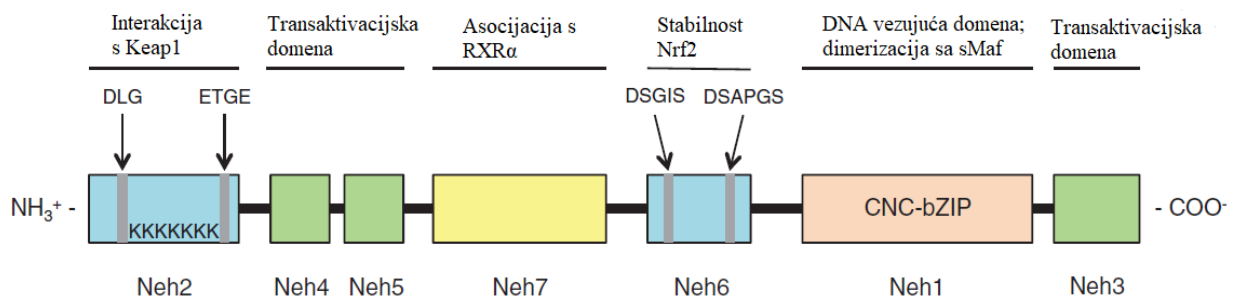 Interakcija
s Keap1
Transaktivacijska
domena
Asocijacija s
RXRα
Stabilnost
Nrf2
DNA vezujuća domena;
dimerizacija sa sMaf
Transaktivacijska
domena
DLG
ETGE
DSGIS
DSAPGS
NH₃⁺ -
KKKKKKK
CNC-bZIP
- COO⁻
Neh2
Neh4
Neh5
Neh7
Neh6
Neh1
Neh3